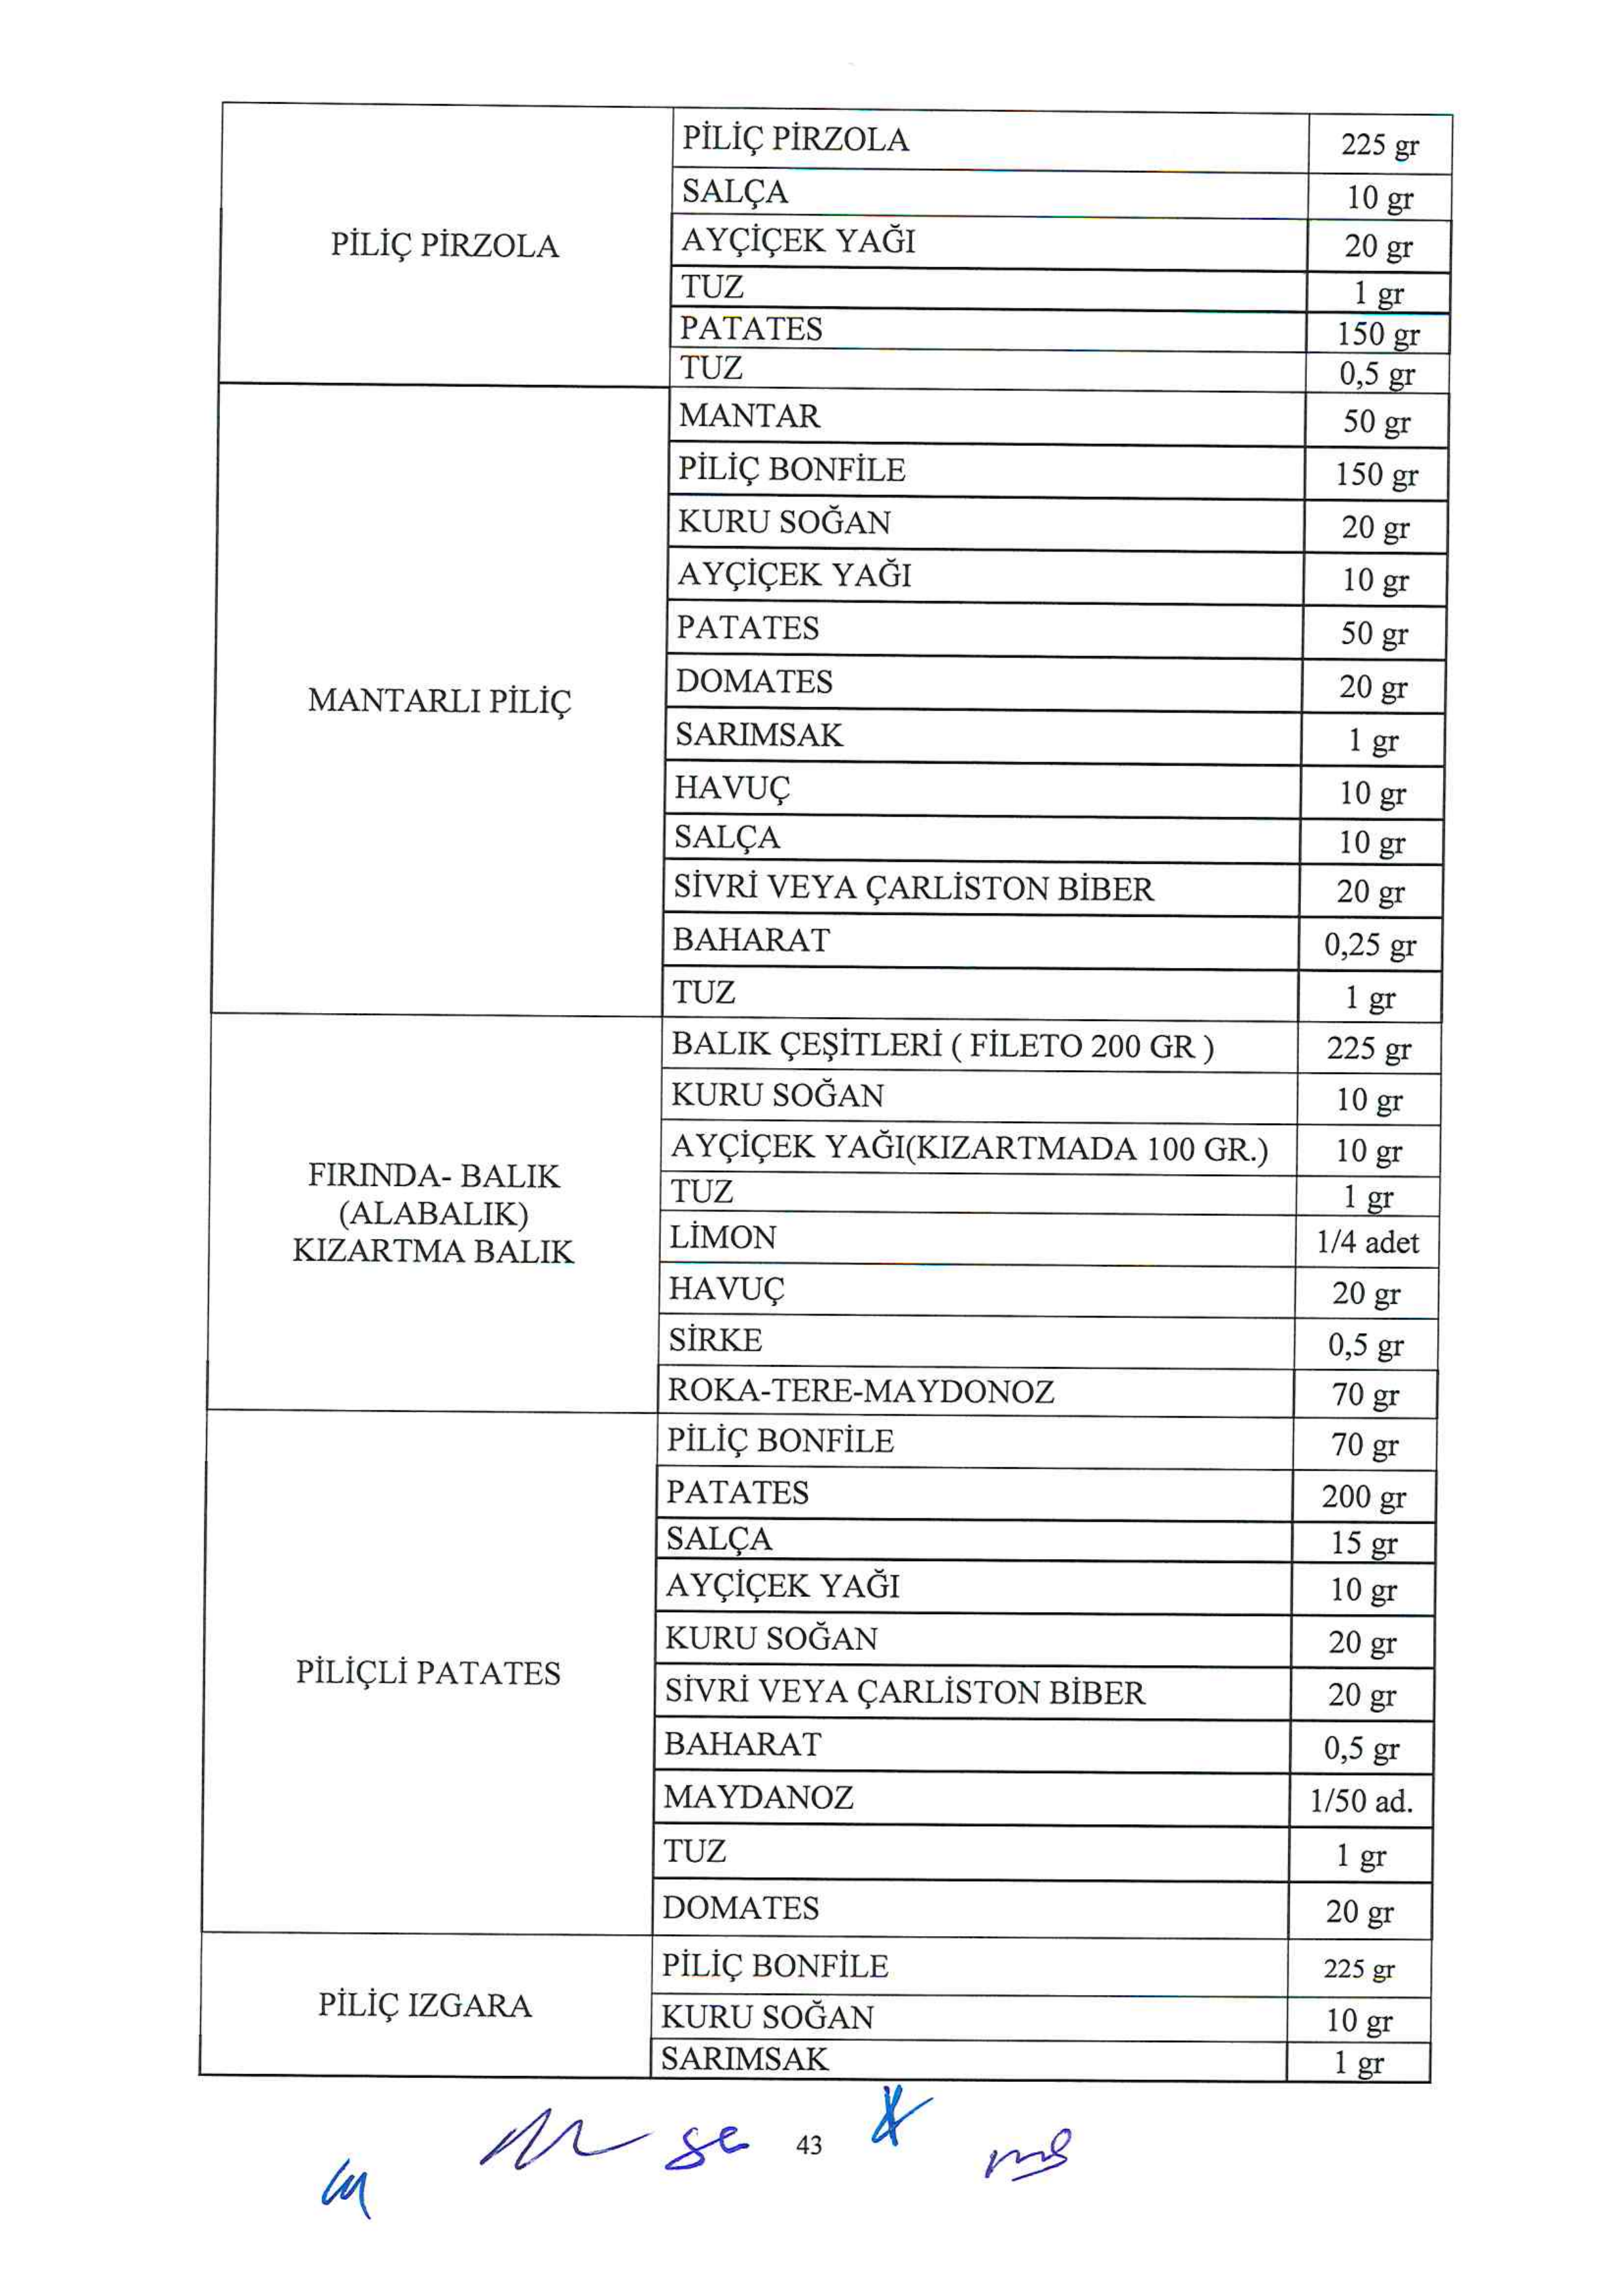 PİLİÇ PİRZOLA
PİLİÇ PİRZOLA 225 gr
SALÇA 10 gr
AYÇİÇEK YAĞI 20 gr
TUZ 1 gr
PATATES 150 gr
TUZ 0,5 gr
MANTARLI PİLİÇ
MANTAR 50 gr
PİLİÇ BONFİLE 150 gr
KURU SOĞAN 20 gr
AYÇİÇEK YAĞI 10 gr
PATATES 50 gr
DOMATES 20 gr
SARIMSAK 1 gr
HAVUÇ 10 gr
SALÇA 10 gr
SİVRİ VEYA ÇARLİSTON BİBER 20 gr
BAHARAT 0,25 gr
TUZ 1 gr
FIRINDA- BALIK
(ALABALIK)
KIZARTMA BALIK
BALIK ÇEŞİTLERİ ( FİLETO 200 GR ) 225 gr
KURU SOĞAN 10 gr
AYÇİÇEK YAĞI(KIZARTMADA 100 GR.) 10 gr
TUZ 1 gr
LİMON 1/4 adet
HAVUÇ 20 gr
SİRKE 0,5 gr
ROKA-TERE-MAYDONOZ 70 gr
PİLİÇLİ PATATES
PİLİÇ BONFİLE 70 gr
PATATES 200 gr
SALÇA 15 gr
AYÇİÇEK YAĞI 10 gr
KURU SOĞAN 20 gr
SİVRİ VEYA ÇARLİSTON BİBER 20 gr
BAHARAT 0,5 gr
MAYDANOZ 1/50 ad.
TUZ 1 gr
DOMATES 20 gr
PİLİÇ IZGARA
PİLİÇ BONFİLE 225 gr
KURU SOĞAN 10 gr
SARIMSAK 1 gr
43